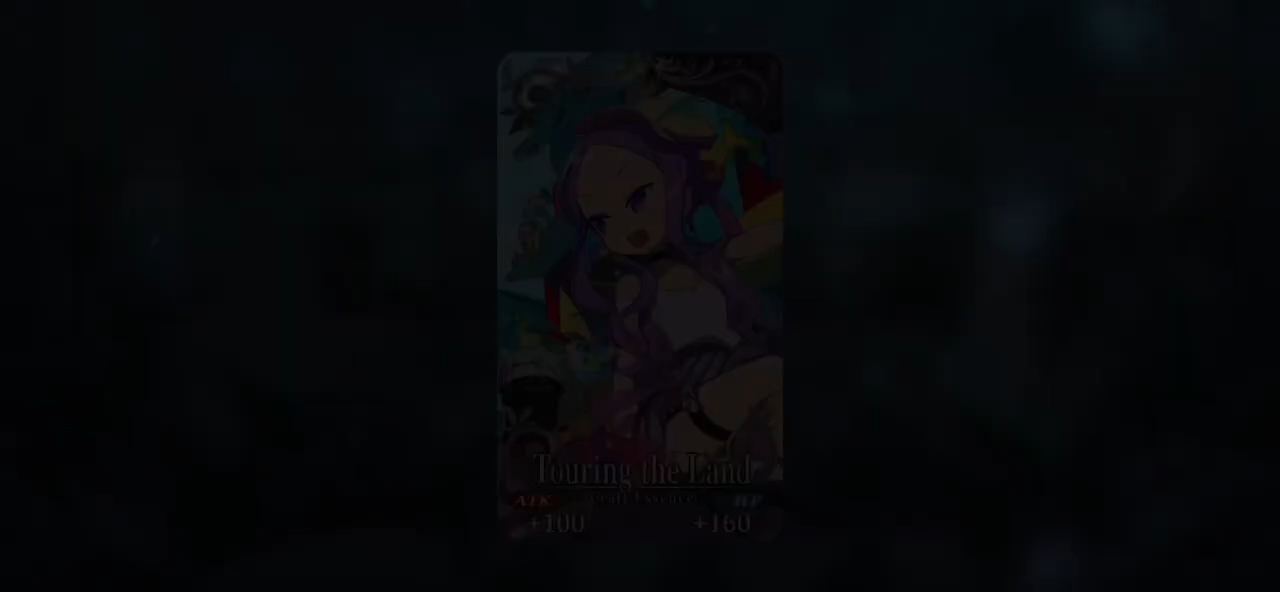 Touring the Land
ATK Craft Essence HP
+100 +160